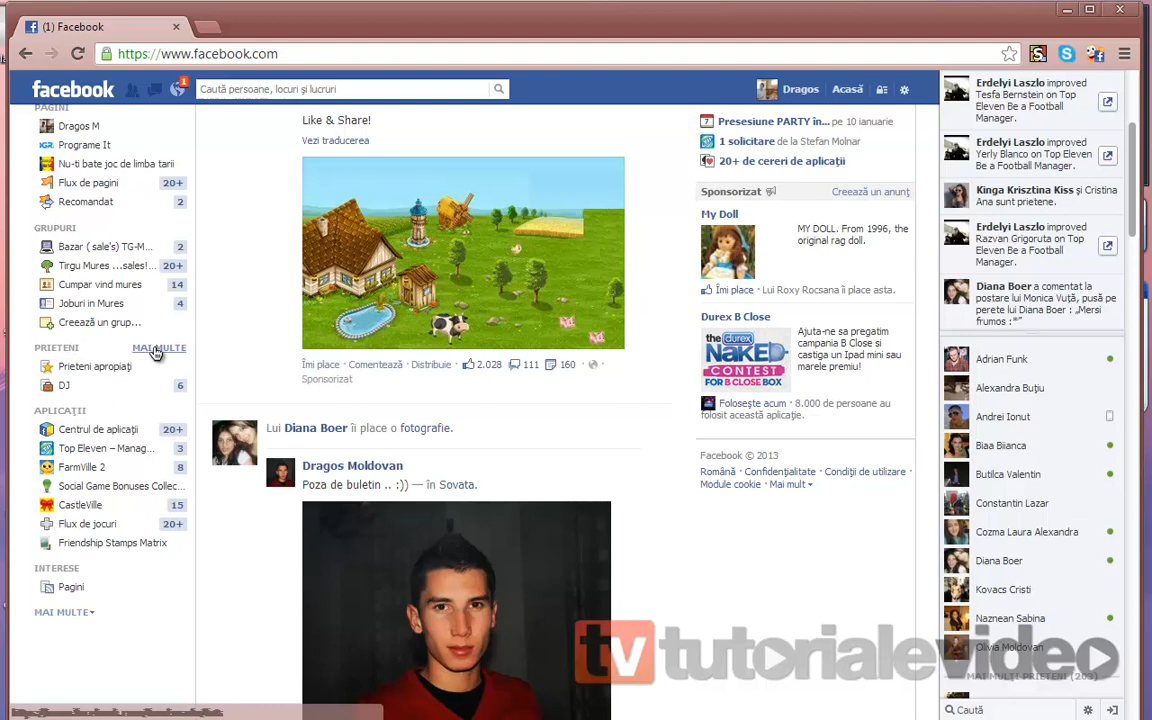 (1) Facebook
https://www.facebook.com
facebook
1
Caută persoane, locuri și lucruri
Dragos
Acasă
PAGINI
Dragos M
Programe It
Nu-ti bate joc de limba tarii
Flux de pagini 20+
Recomandat 2
GRUPURI
Bazar ( sale's) TG-M... 2
Tirgu Mures ...sales!... 20+
Cumpar vind mures 14
Joburi in Mures 4
Creează un grup...
PRIETENI MAI MULTE
Prieteni apropiați
DJ 6
APLICAŢII
Centrul de aplicații 20+
Top Eleven – Manag... 3
FarmVille 2 8
Social Game Bonuses Collec...
CastleVille 15
Flux de jocuri 20+
Friendship Stamps Matrix
INTERESE
Pagini
MAI MULTE
Like & Share!
Vezi traducerea
Îmi place · Comentează · Distribuie · 2.028 111 160 ·
Sponsorizat
Lui Diana Boer îi place o fotografie.
Dragos Moldovan
Poza de buletin .. :)) — în Sovata.
7 Presesiune PARTY în... pe 10 ianuarie
1 solicitare de la Stefan Molnar
20+ de cereri de aplicații
Sponsorizat Creează un anunț
My Doll
MY DOLL. From 1996, the
original rag doll.
Îmi place · Lui Roxy Rocsana îi place asta.
Durex B Close
the
durex
NAKED
CONTEST
FOR B CLOSE BOX
Ajuta-ne sa pregatim
campania B Close si
castiga un Ipad mini sau
marele premiu!
Folosește acum · 8.000 de persoane au
folosit această aplicație.
Facebook © 2013
Română · Confidențialitate · Condiții de utilizare ·
Module cookie · Mai mult
Erdelyi Laszlo improved
Tesfa Bernstein on Top
Eleven Be a Football
Manager.
Erdelyi Laszlo improved
Yerly Blanco on Top Eleven
Be a Football Manager.
Kinga Krisztina Kiss și Cristina
Ana sunt prietene.
Erdelyi Laszlo improved
Razvan Grigoruta on Top
Eleven Be a Football
Manager.
Diana Boer a comentat la
postare lui Monica Vuță, pusă pe
perete lui Diana Boer : „Mersi
frumos :*”
Adrian Funk
Alexandra Buțiu
Andrei Ionut
Biaa Biianca
Butilca Valentin
Constantin Lazar
Cozma Laura Alexandra
Diana Boer
Kovacs Cristi
Naznean Sabina
Olivia Moldovan
MAI MULȚI PRIETENI (203)
Caută
tv tutorialevideo